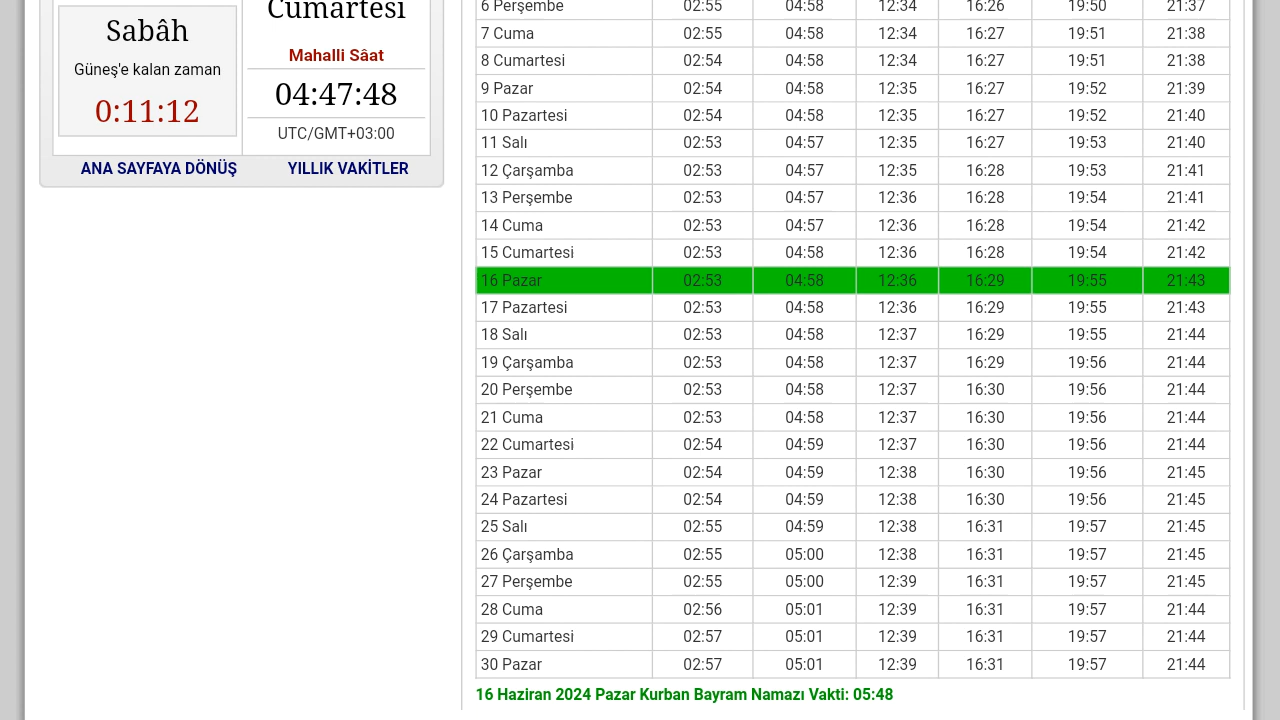 Sabâh
Güneş'e kalan zaman
0:11:12
Cumartesi
Mahalli Sâat
04:47:48
UTC/GMT+03:00
ANA SAYFAYA DÖNÜŞ YILLIK VAKİTLER
6 Perşembe 02:55 04:58 12:34 16:26 19:50 21:37
7 Cuma 02:55 04:58 12:34 16:27 19:51 21:38
8 Cumartesi 02:54 04:58 12:34 16:27 19:51 21:38
9 Pazar 02:54 04:58 12:35 16:27 19:52 21:39
10 Pazartesi 02:54 04:58 12:35 16:27 19:52 21:40
11 Salı 02:53 04:57 12:35 16:27 19:53 21:40
12 Çarşamba 02:53 04:57 12:35 16:28 19:53 21:41
13 Perşembe 02:53 04:57 12:36 16:28 19:54 21:41
14 Cuma 02:53 04:57 12:36 16:28 19:54 21:42
15 Cumartesi 02:53 04:58 12:36 16:28 19:54 21:42
16 Pazar 02:53 04:58 12:36 16:29 19:55 21:43
17 Pazartesi 02:53 04:58 12:36 16:29 19:55 21:43
18 Salı 02:53 04:58 12:37 16:29 19:55 21:44
19 Çarşamba 02:53 04:58 12:37 16:29 19:56 21:44
20 Perşembe 02:53 04:58 12:37 16:30 19:56 21:44
21 Cuma 02:53 04:58 12:37 16:30 19:56 21:44
22 Cumartesi 02:54 04:59 12:37 16:30 19:56 21:44
23 Pazar 02:54 04:59 12:38 16:30 19:56 21:45
24 Pazartesi 02:54 04:59 12:38 16:30 19:56 21:45
25 Salı 02:55 04:59 12:38 16:31 19:57 21:45
26 Çarşamba 02:55 05:00 12:38 16:31 19:57 21:45
27 Perşembe 02:55 05:00 12:39 16:31 19:57 21:45
28 Cuma 02:56 05:01 12:39 16:31 19:57 21:44
29 Cumartesi 02:57 05:01 12:39 16:31 19:57 21:44
30 Pazar 02:57 05:01 12:39 16:31 19:57 21:44
16 Haziran 2024 Pazar Kurban Bayram Namazı Vakti: 05:48